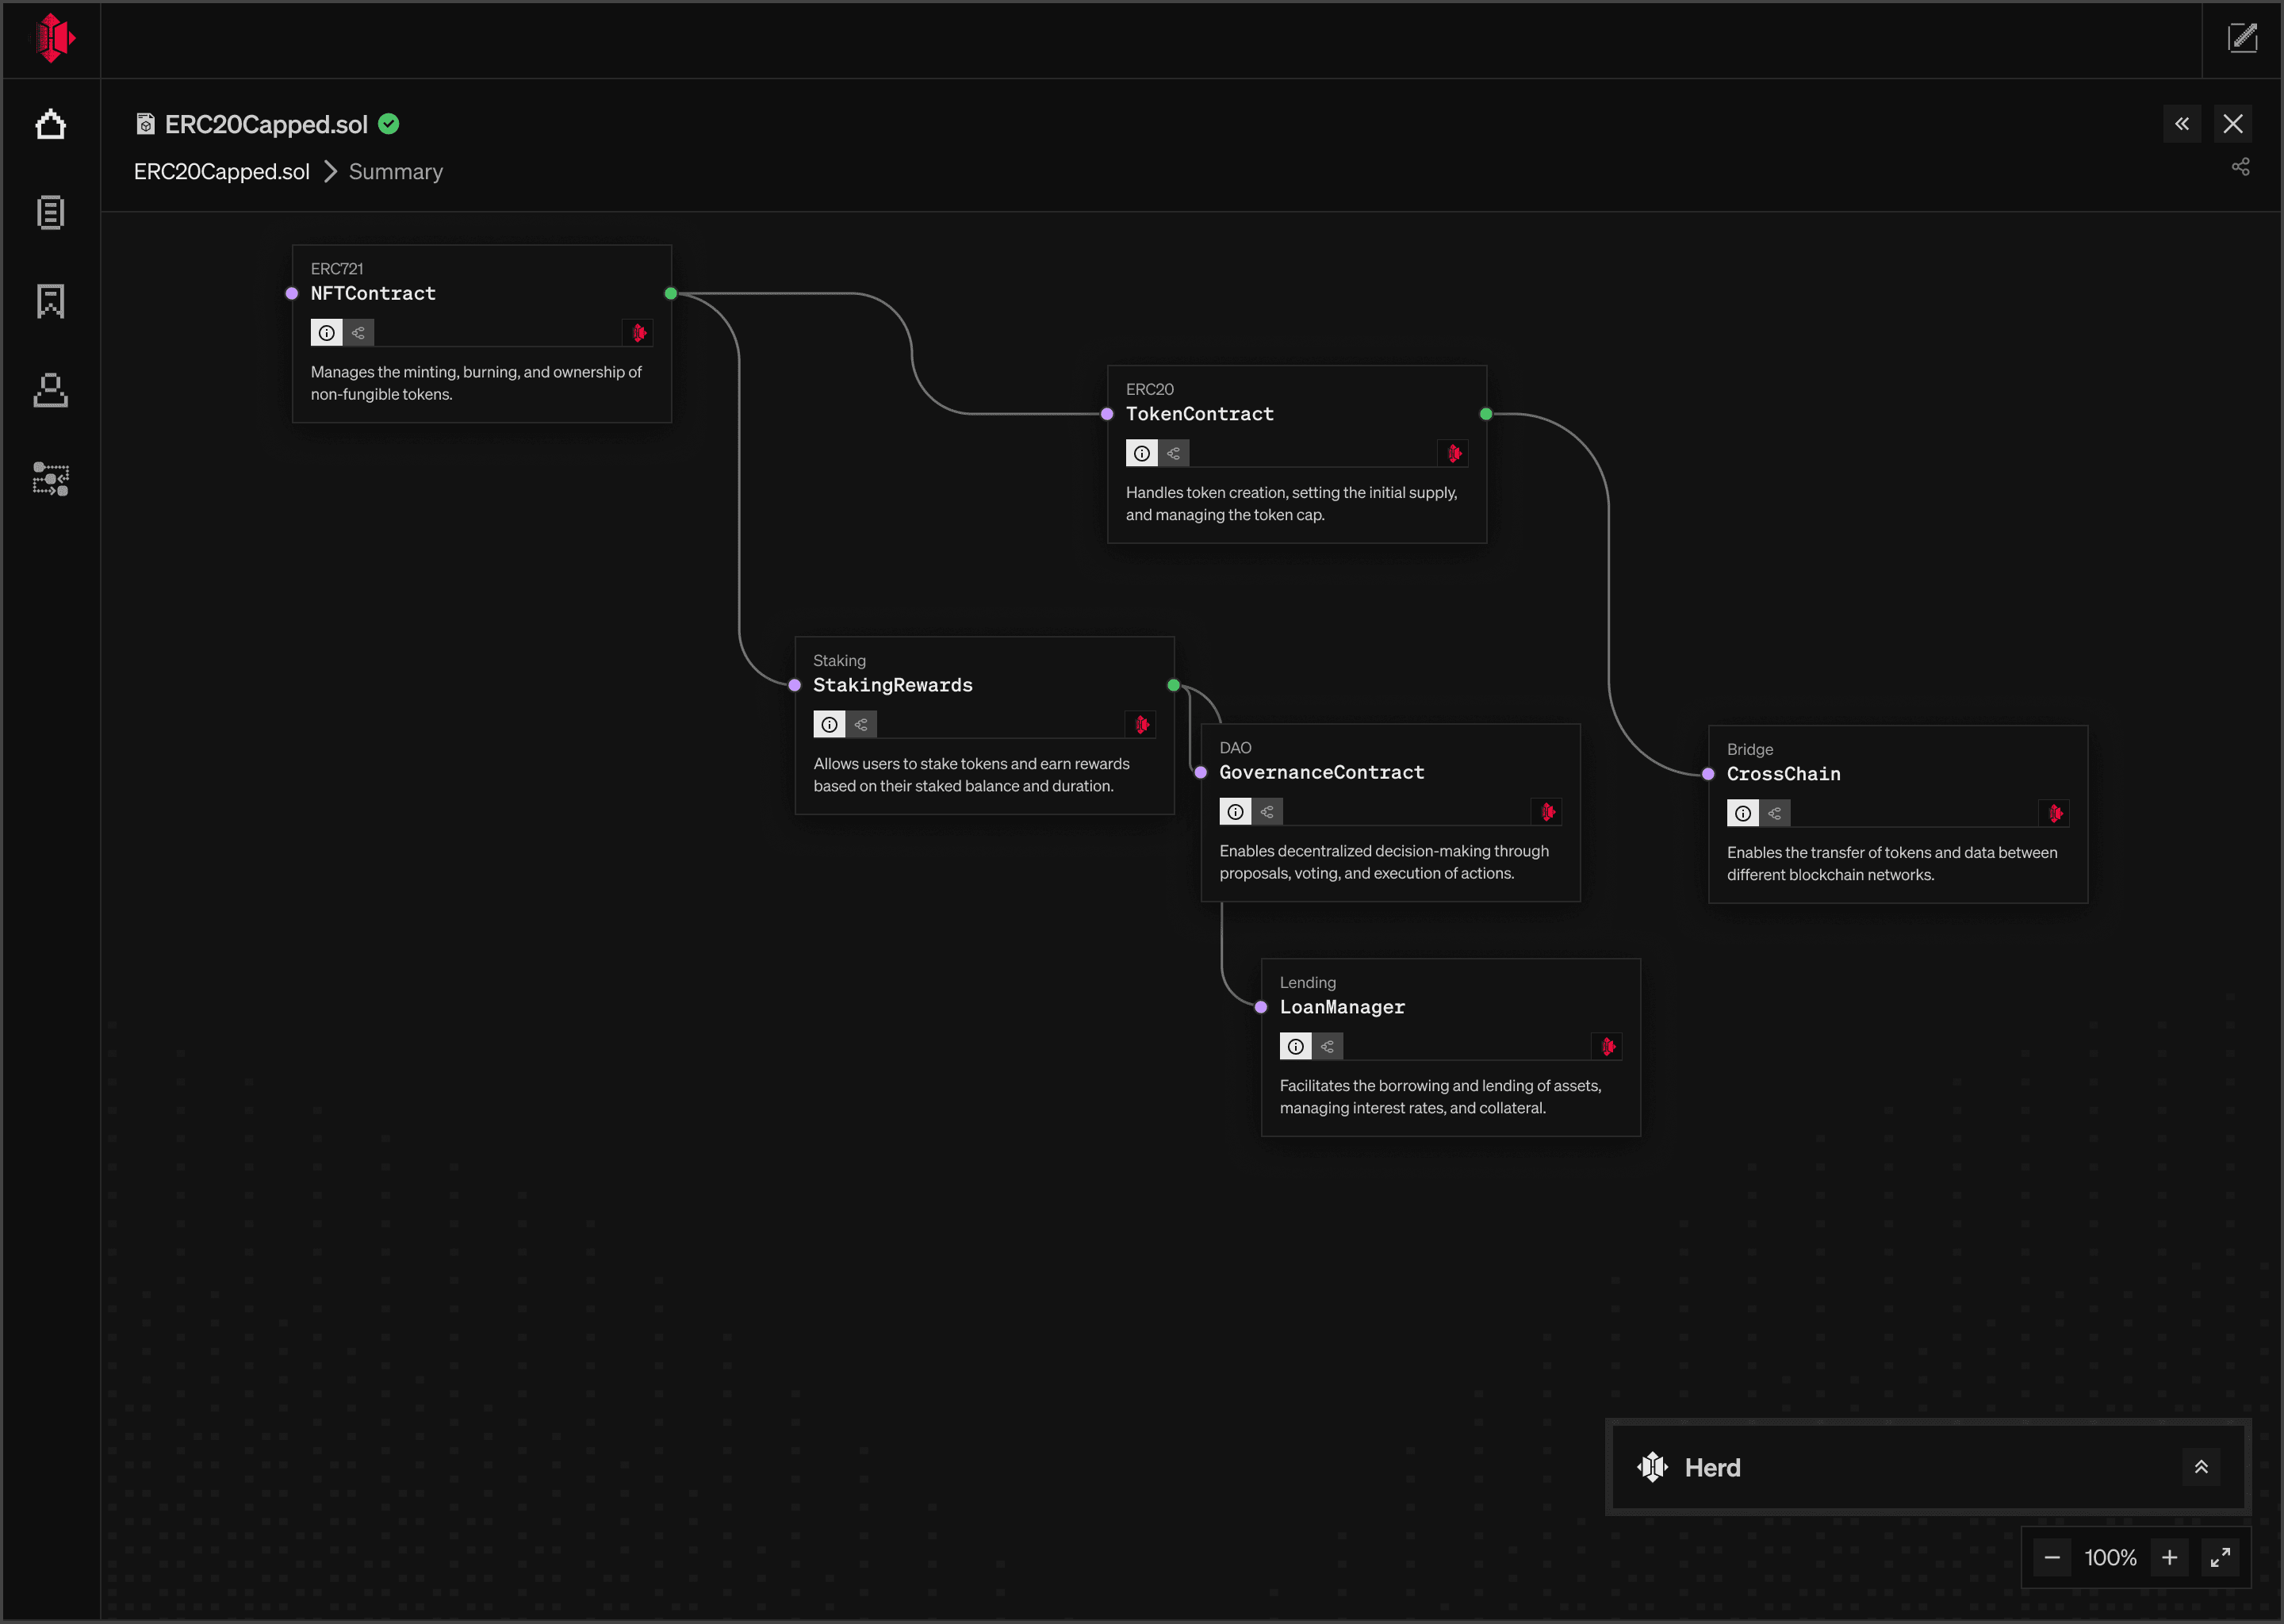 ERC20Capped.sol
ERC20Capped.sol Summary
ERC721
NFTContract
Manages the minting, burning, and ownership of
non-fungible tokens.
ERC20
TokenContract
Handles token creation, setting the initial supply,
and managing the token cap.
Staking
StakingRewards
Allows users to stake tokens and earn rewards
based on their staked balance and duration.
DAO
GovernanceContract
Enables decentralized decision-making through
proposals, voting, and execution of actions.
Bridge
CrossChain
Enables the transfer of tokens and data between
different blockchain networks.
Lending
LoanManager
Facilitates the borrowing and lending of assets,
managing interest rates, and collateral.
Herd
100%